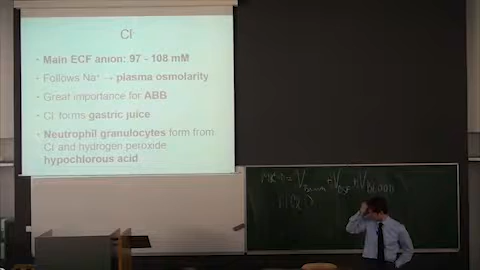 Cl⁻
• Main ECF anion: 97 - 108 mM
• Follows Na⁺ → plasma osmolarity
• Great importance for ABB
• Cl⁻ forms gastric juice
• Neutrophil granulocytes form from
Cl⁻ and hydrogen peroxide
hypochlorous acid